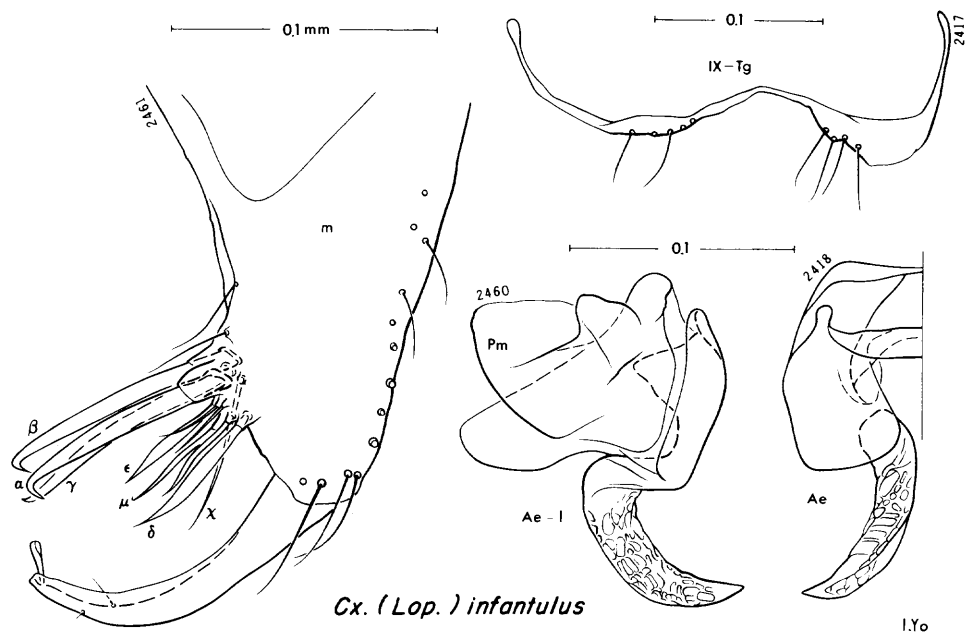 0.1 mm
2461
m
β
α
γ
ε
μ
δ
χ
0.1
2417
IX-Tg
0.1
2460
Pm
Ae-l
2418
Ae
Cx. (Lop.) infantulus
I.Yo